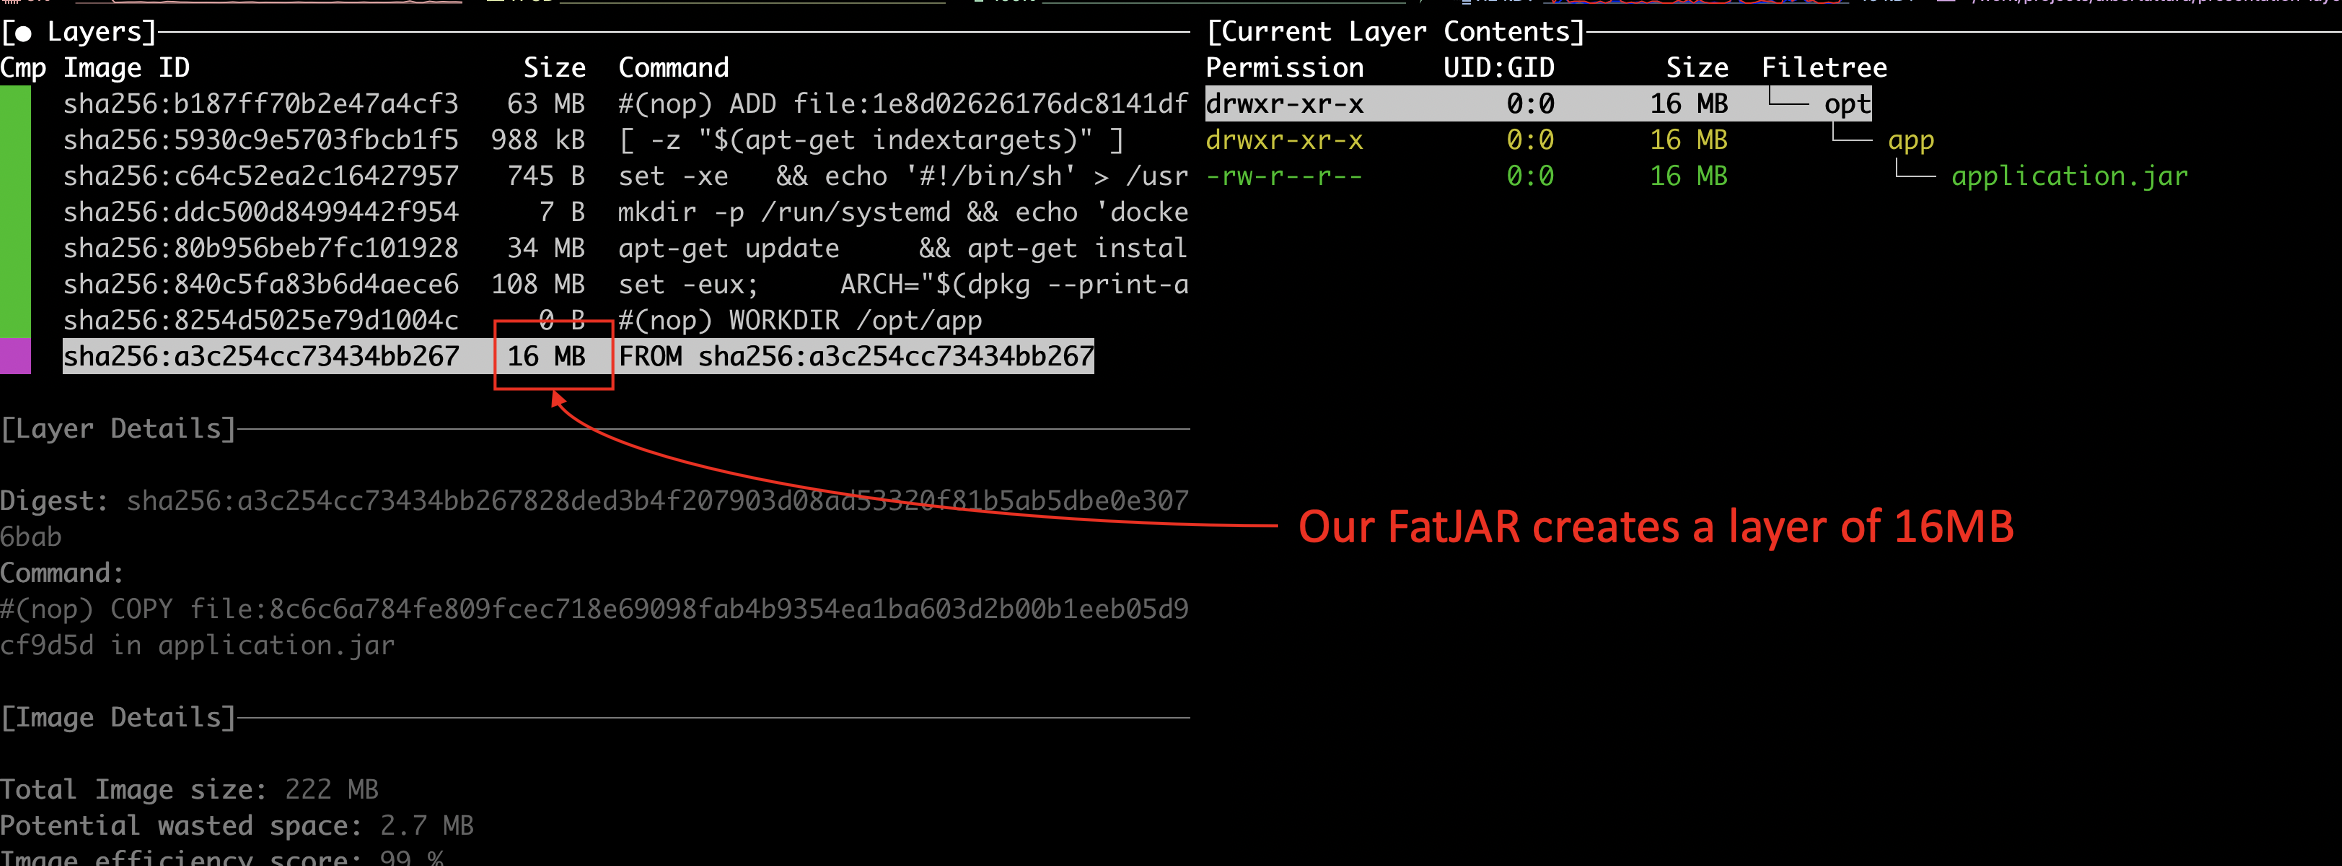 [● Layers]
Cmp Image ID Size Command
sha256:b187ff70b2e47a4cf3 63 MB #(nop) ADD file:1e8d02626176dc8141df
sha256:5930c9e5703fbcb1f5 988 kB [ -z "$(apt-get indextargets)" ]
sha256:c64c52ea2c16427957 745 B set -xe && echo '#!/bin/sh' > /usr
sha256:ddc500d8499442f954 7 B mkdir -p /run/systemd && echo 'docke
sha256:80b956beb7fc101928 34 MB apt-get update && apt-get instal
sha256:840c5fa83b6d4aece6 108 MB set -eux; ARCH="$(dpkg --print-a
sha256:8254d5025e79d1004c 0 B #(nop) WORKDIR /opt/app
sha256:a3c254cc73434bb267 16 MB FROM sha256:a3c254cc73434bb267
[Layer Details]
Digest: sha256:a3c254cc73434bb267828ded3b4f207903d08ad53320f81b5ab5dbe0e307
6bab
Command:
#(nop) COPY file:8c6c6a784fe809fcec718e69098fab4b9354ea1ba603d2b00b1eeb05d9
cf9d5d in application.jar
[Image Details]
Total Image size: 222 MB
Potential wasted space: 2.7 MB
Image efficiency score: 99 %
[Current Layer Contents]
Permission UID:GID Size Filetree
drwxr-xr-x 0:0 16 MB └── opt
drwxr-xr-x 0:0 16 MB └── app
-rw-r--r-- 0:0 16 MB └── application.jar
Our FatJAR creates a layer of 16MB